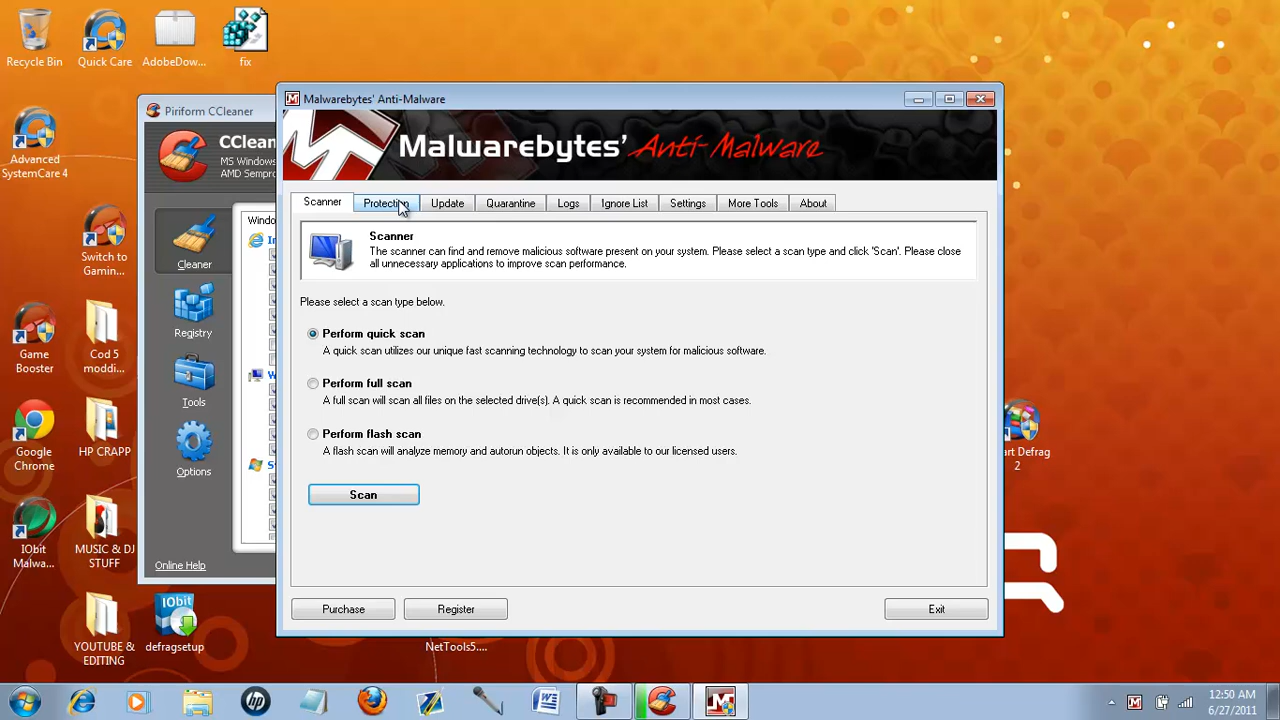 Recycle Bin
Quick Care
AdobeDow...
fix
Advanced
SystemCare 4
Switch to
Gamin...
Game
Booster
Cod 5
moddi...
Google
Chrome
HP CRAPP
IObit
Malwa...
MUSIC & DJ
STUFF
YOUTUBE &
EDITING
IObit
defragsetup
NetTools5....
art Defrag
2
Piriform CCleaner
CClean
MS Windows
AMD Sempro
Cleaner
Registry
Tools
Options
Windo
Online Help
Malwarebytes' Anti-Malware
Malwarebytes' Anti-Malware
Scanner
Protection
Update
Quarantine
Logs
Ignore List
Settings
More Tools
About
Scanner
The scanner can find and remove malicious software present on your system. Please select a scan type and click 'Scan'. Please close
all unnecessary applications to improve scan performance.
Please select a scan type below.
Perform quick scan
A quick scan utilizes our unique fast scanning technology to scan your system for malicious software.
Perform full scan
A full scan will scan all files on the selected drive(s). A quick scan is recommended in most cases.
Perform flash scan
A flash scan will analyze memory and autorun objects. It is only available to our licensed users.
Scan
Purchase
Register
Exit
hp
12:50 AM
6/27/2011